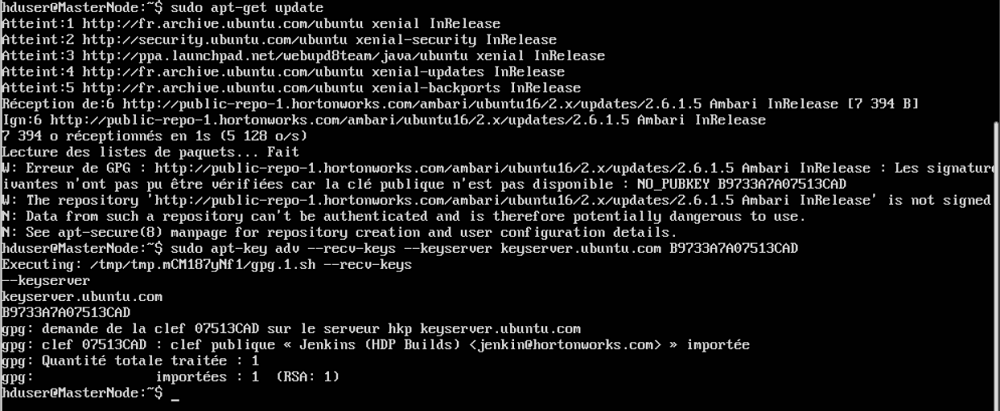 hduser@MasterNode:~$ sudo apt-get update
Atteint:1 http://fr.archive.ubuntu.com/ubuntu xenial InRelease
Atteint:2 http://security.ubuntu.com/ubuntu xenial-security InRelease
Atteint:3 http://ppa.launchpad.net/webupd8team/java/ubuntu xenial InRelease
Atteint:4 http://fr.archive.ubuntu.com/ubuntu xenial-updates InRelease
Atteint:5 http://fr.archive.ubuntu.com/ubuntu xenial-backports InRelease
Réception de:6 http://public-repo-1.hortonworks.com/ambari/ubuntu16/2.x/updates/2.6.1.5 Ambari InRelease [7 394 B]
Ign:6 http://public-repo-1.hortonworks.com/ambari/ubuntu16/2.x/updates/2.6.1.5 Ambari InRelease
7 394 o réceptionnés en 1s (5 128 o/s)
Lecture des listes de paquets... Fait
W: Erreur de GPG : http://public-repo-1.hortonworks.com/ambari/ubuntu16/2.x/updates/2.6.1.5 Ambari InRelease : Les signature
ivantes n'ont pas pu être vérifiées car la clé publique n'est pas disponible : NO_PUBKEY B9733A7A07513CAD
W: The repository 'http://public-repo-1.hortonworks.com/ambari/ubuntu16/2.x/updates/2.6.1.5 Ambari InRelease' is not signed
N: Data from such a repository can't be authenticated and is therefore potentially dangerous to use.
N: See apt-secure(8) manpage for repository creation and user configuration details.
hduser@MasterNode:~$ sudo apt-key adv --recv-keys --keyserver keyserver.ubuntu.com B9733A7A07513CAD
Executing: /tmp/tmp.mCM187yNf1/gpg.1.sh --recv-keys
--keyserver
keyserver.ubuntu.com
B9733A7A07513CAD
gpg: demande de la clef 07513CAD sur le serveur hkp keyserver.ubuntu.com
gpg: clef 07513CAD : clef publique « Jenkins (HDP Builds) <jenkin@hortonworks.com> » importée
gpg: Quantité totale traitée : 1
gpg: importées : 1 (RSA: 1)
hduser@MasterNode:~$ _